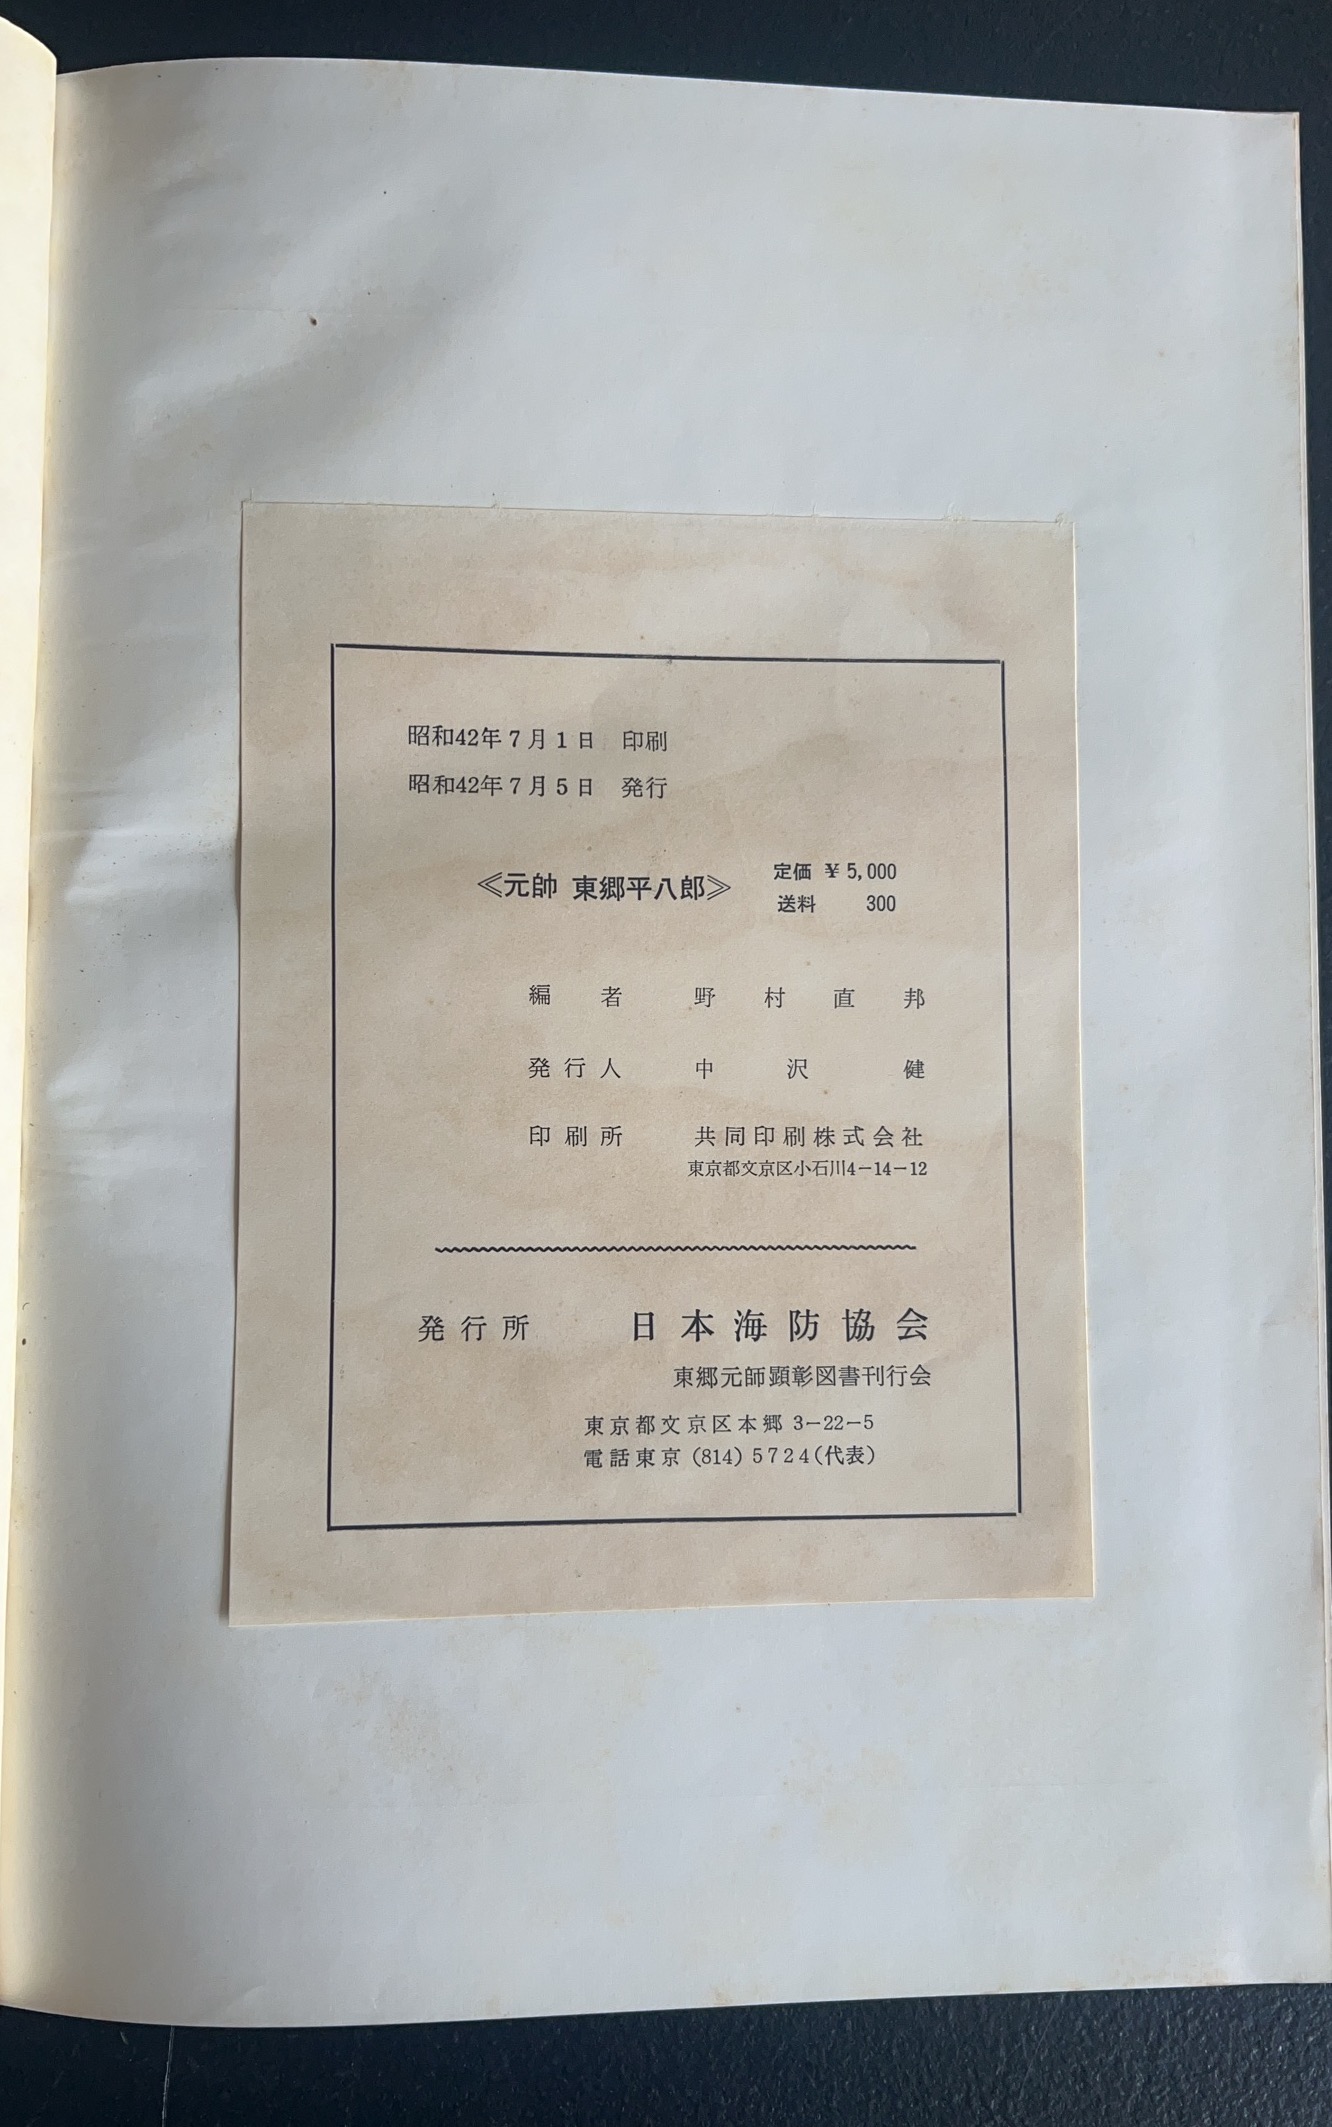 昭和42年7月1日 印刷
昭和42年7月5日 発行
≪元帥 東郷平八郎≫ 定価 ¥5,000
送料 300
編者 野村直邦
発行人 中沢健
印刷所 共同印刷株式会社
東京都文京区小石川4-14-12
発行所 日本海防協会
東郷元師顕彰図書刊行会
東京都文京区本郷 3-22-5
電話東京 (814) 5724(代表)